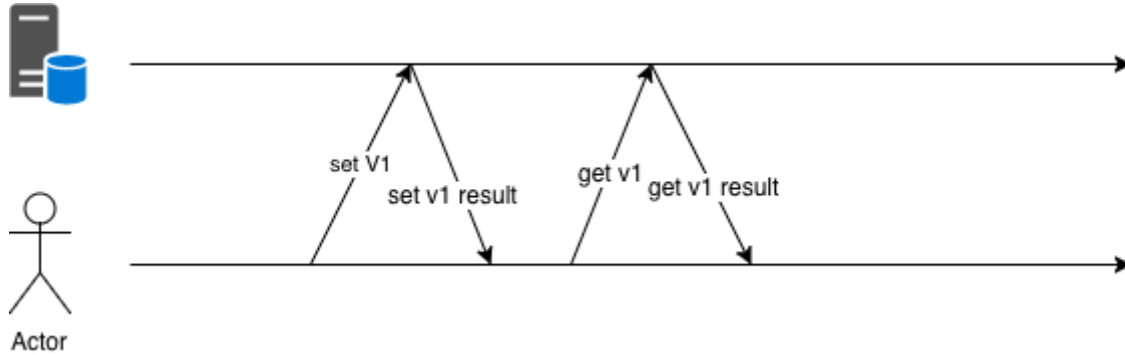 set V1
get v1
set v1 result
get v1 result
Actor